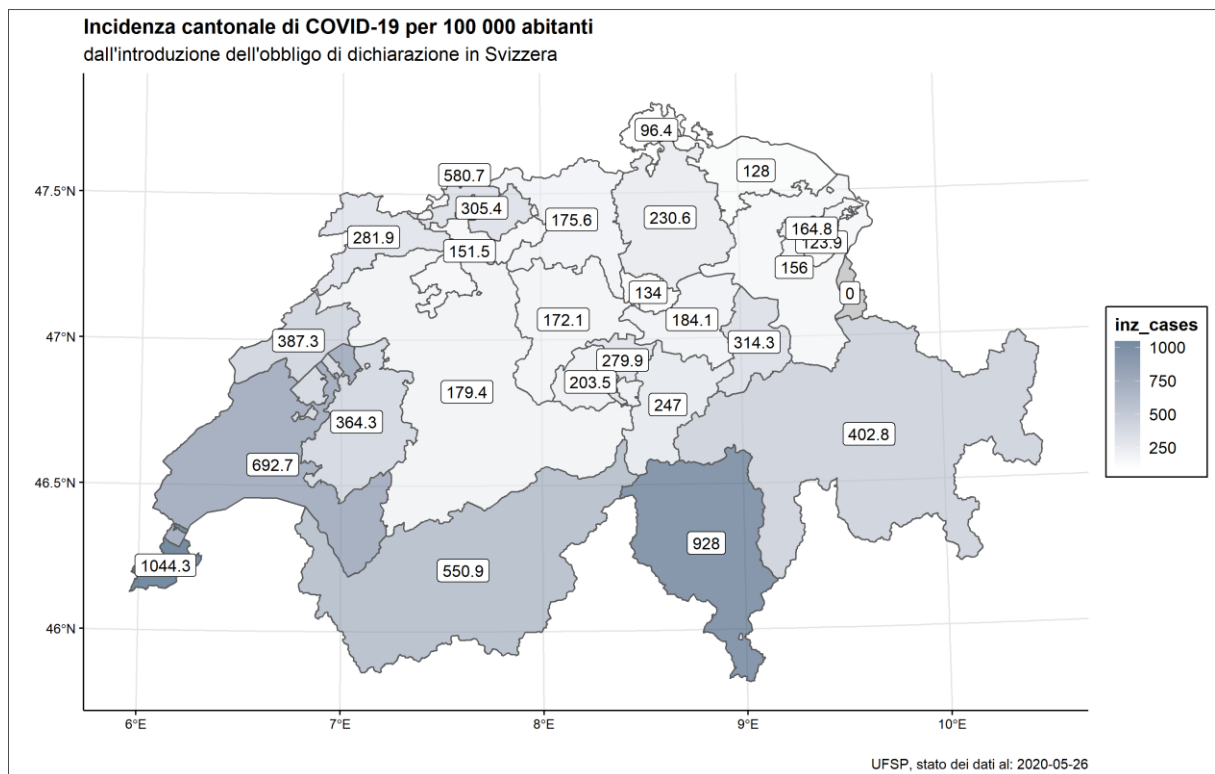 Incidenza cantonale di COVID-19 per 100 000 abitanti
dall'introduzione dell'obbligo di dichiarazione in Svizzera
96.4
128
580.7
47.5°N
305.4
175.6
230.6
164.8
123.9
281.9
151.5
156
134
0
172.1
184.1
47°N
387.3
314.3
279.9
203.5
179.4
247
364.3
402.8
692.7
46.5°N
928
1044.3
550.9
46°N
inz_cases
1000
750
500
250
6°E
7°E
8°E
9°E
10°E
UFSP, stato dei dati al: 2020-05-26